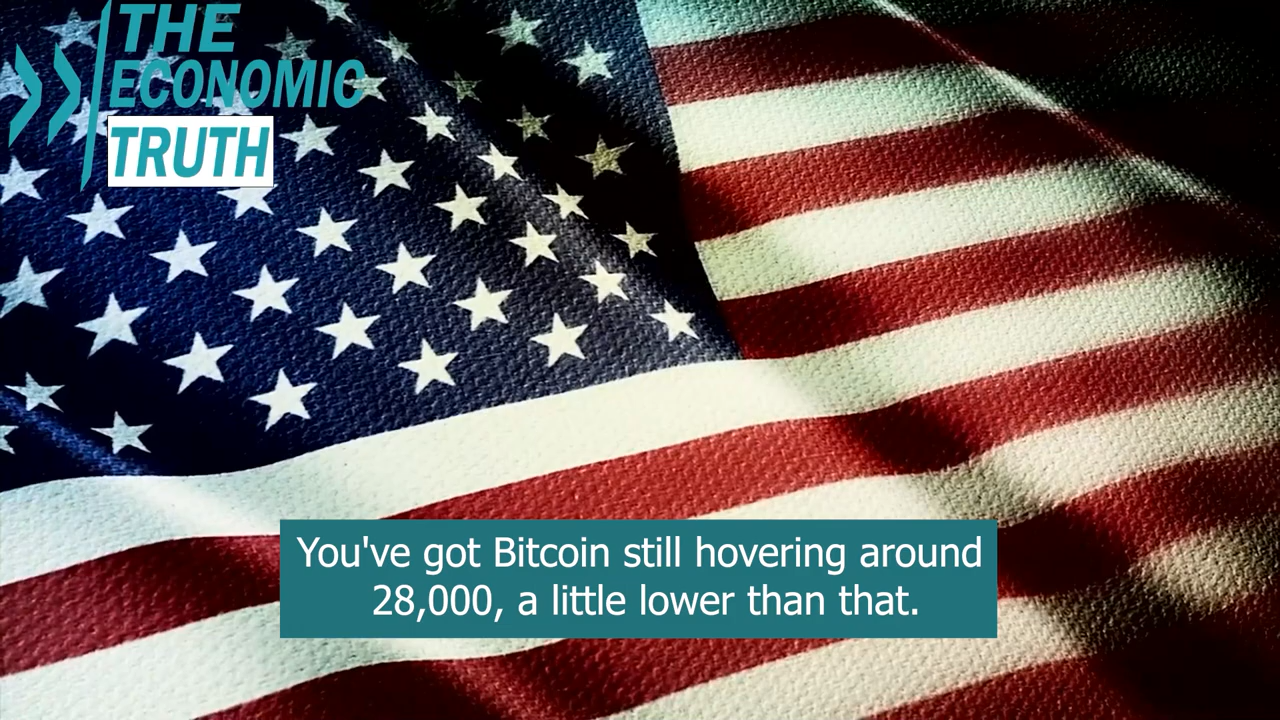 THE
ECONOMIC
TRUTH
You've got Bitcoin still hovering around
28,000, a little lower than that.